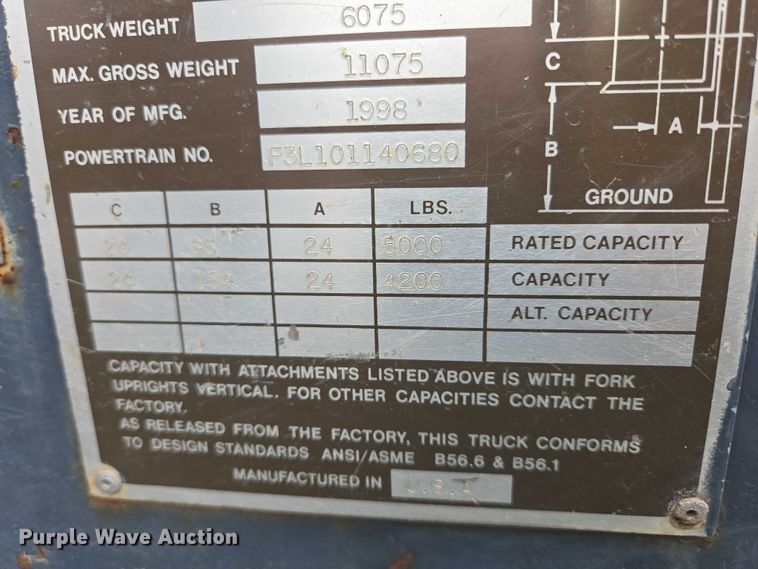 TRUCK WEIGHT 6075
MAX. GROSS WEIGHT 11075
YEAR OF MFG. 1998
POWERTRAIN NO. F3L101140680
C
B
A
GROUND
C B A LBS.
24 24 5000 RATED CAPACITY
24 154 24 4200 CAPACITY
ALT. CAPACITY
CAPACITY WITH ATTACHMENTS LISTED ABOVE IS WITH FORK
UPRIGHTS VERTICAL. FOR OTHER CAPACITIES CONTACT THE
FACTORY.
AS RELEASED FROM THE FACTORY, THIS TRUCK CONFORMS
TO DESIGN STANDARDS ANSI/ASME B56.6 & B56.1
MANUFACTURED IN U.S.A
Purple Wave Auction